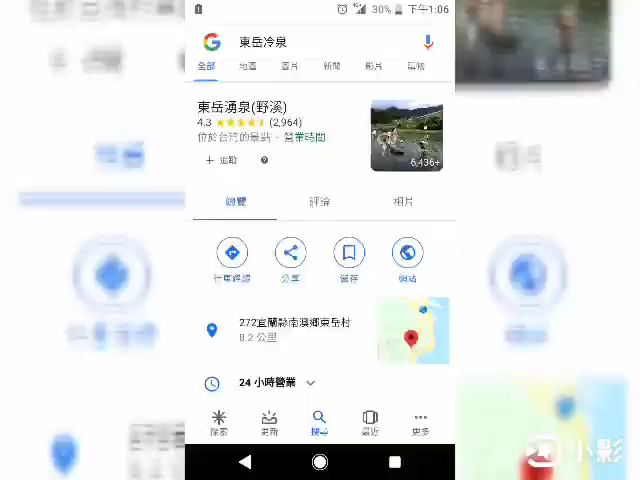 30% 下午1:06
東岳冷泉
全部 地圖 圖片 新聞 影片 購物
東岳湧泉(野溪)
4.3 (2,964)
位於台灣的景點 · 營業時間
+ 追蹤
6,436+
總覽 評論 相片
行車路線 分享 儲存 網站
272宜蘭縣南澳鄉東岳村
8.2 公里
24 小時營業
探索 更新 搜尋 最近 更多
小影